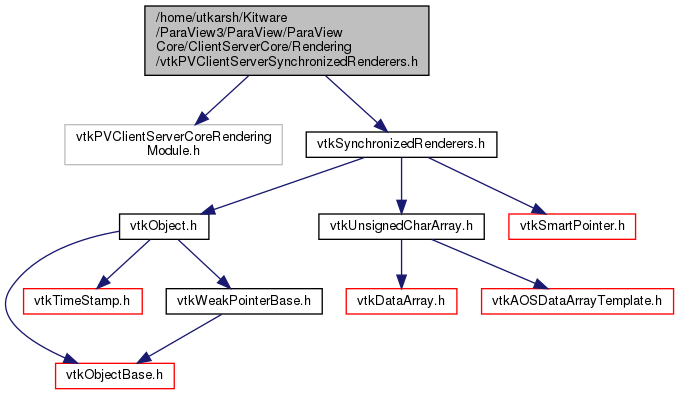 /home/utkarsh/Kitware
/ParaView3/ParaView/ParaView
Core/ClientServerCore/Rendering
/vtkPVClientServerSynchronizedRenderers.h
vtkPVClientServerCoreRendering
Module.h
vtkSynchronizedRenderers.h
vtkObject.h
vtkUnsignedCharArray.h
vtkSmartPointer.h
vtkTimeStamp.h
vtkWeakPointerBase.h
vtkDataArray.h
vtkAOSDataArrayTemplate.h
vtkObjectBase.h